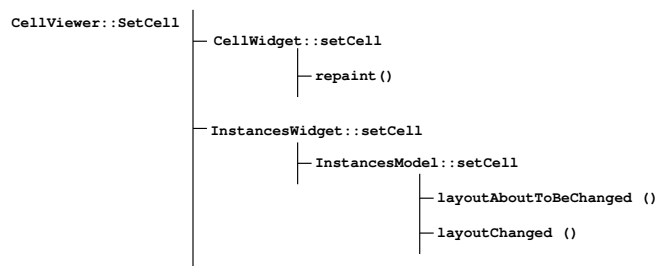 CellViewer::SetCell
CellWidget::setCell
repaint()
InstancesWidget::setCell
InstancesModel::setCell
layoutAboutToBeChanged ()
layoutChanged ()